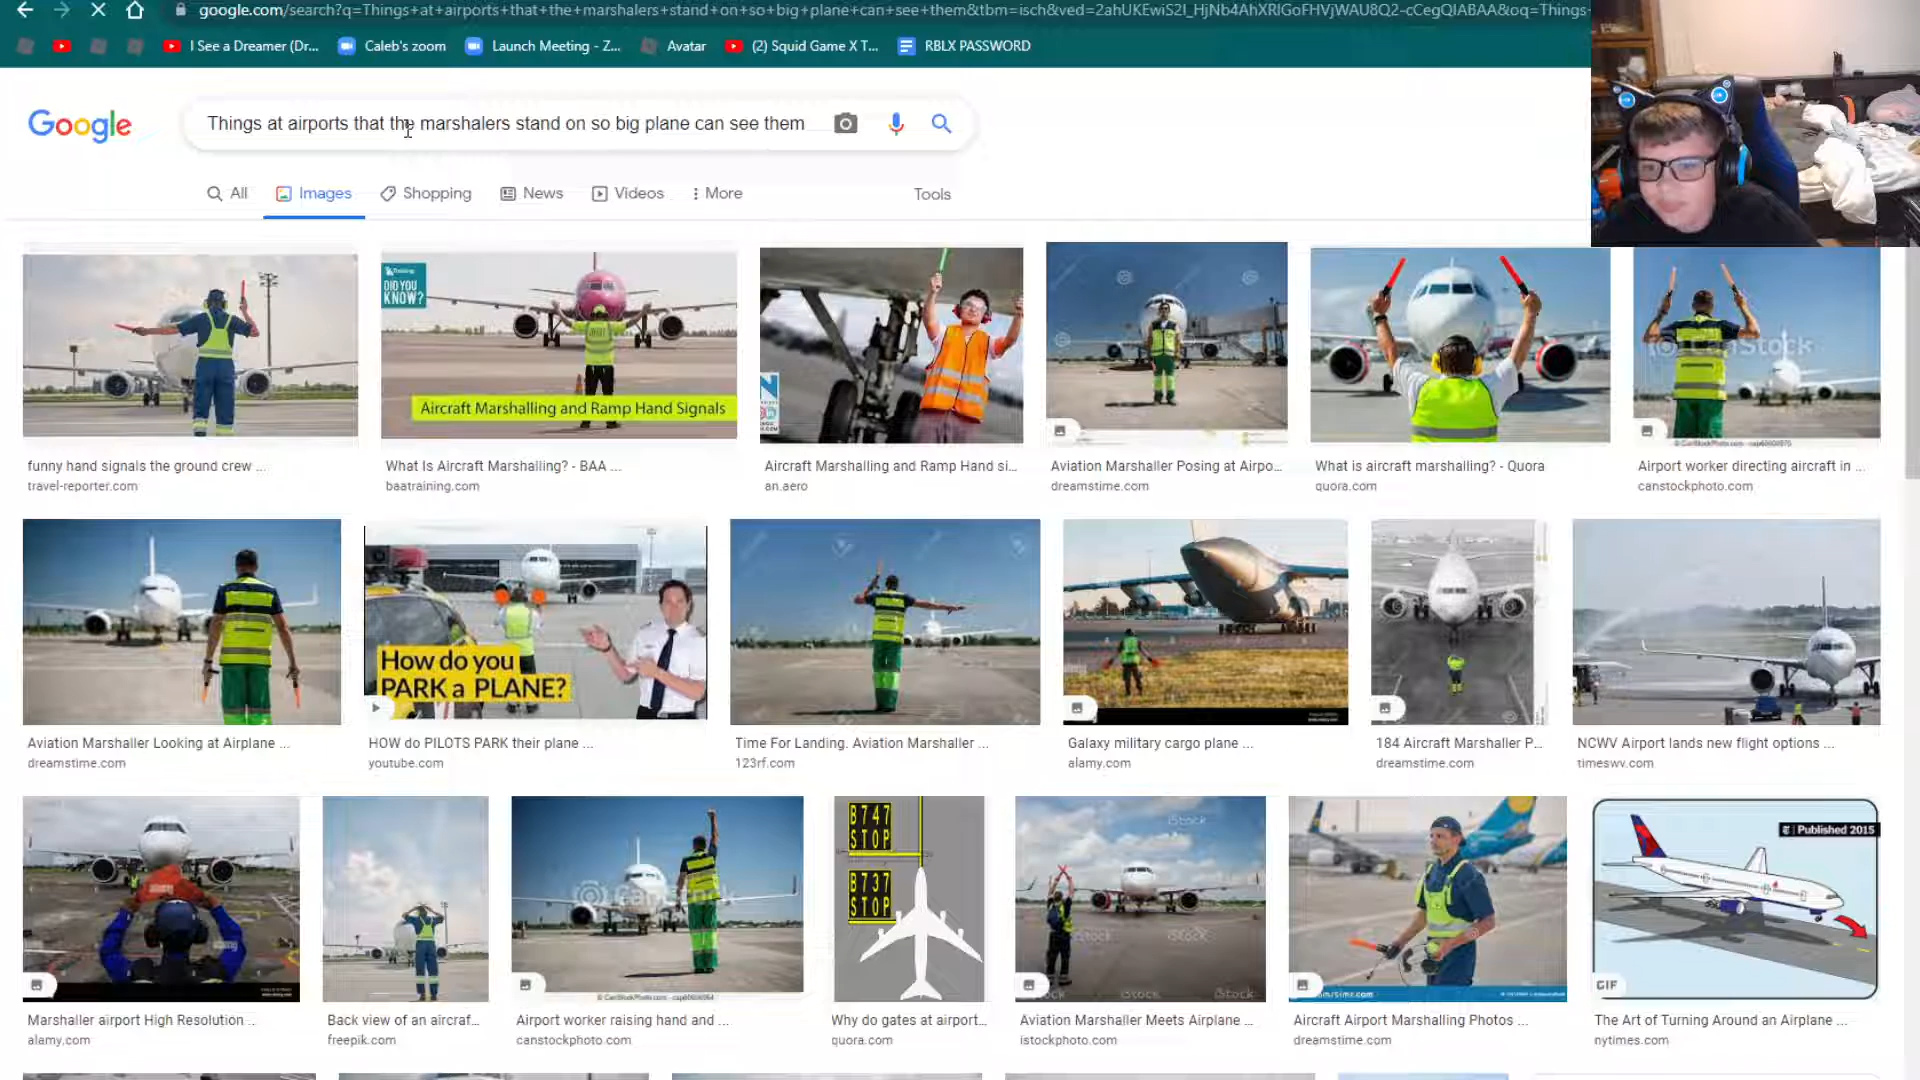 google.com/search?q=Things+at+airports+that+the+marshalers+stand+on+so+big+plane+can+see+them&tbm=isch&ved=2ahUKEwiS2I_HjNb4AhXRIGoFHVjWAU8Q2-cCegQIABAA&oq=Things-
I See a Dreamer (Dr... Caleb's zoom Launch Meeting - Z... Avatar (2) Squid Game X T... RBLX PASSWORD
Google
Things at airports that the marshalers stand on so big plane can see them
All Images Shopping News Videos More Tools
DID YOU KNOW?
Aircraft Marshalling and Ramp Hand Signals
CanStock
funny hand signals the ground crew ...
travel-reporter.com
What Is Aircraft Marshalling? - BAA ...
baatraining.com
Aircraft Marshalling and Ramp Hand si...
an.aero
Aviation Marshaller Posing at Airpo...
dreamstime.com
What is aircraft marshalling? - Quora
quora.com
Airport worker directing aircraft in ...
canstockphoto.com
How do you
PARK a PLANE?
Aviation Marshaller Looking at Airplane ...
dreamstime.com
HOW do PILOTS PARK their plane ...
youtube.com
Time For Landing. Aviation Marshaller ...
123rf.com
Galaxy military cargo plane ...
alamy.com
184 Aircraft Marshaller P...
dreamstime.com
NCWV Airport lands new flight options ...
timeswv.com
B747
STOP
B737
STOP
iStock
iStock
iStock
Published 2015
GIF
Marshaller airport High Resolution ...
alamy.com
Back view of an aircraf...
freepik.com
Airport worker raising hand and ...
canstockphoto.com
Why do gates at airport...
quora.com
Aviation Marshaller Meets Airplane ...
istockphoto.com
Aircraft Airport Marshalling Photos ...
dreamstime.com
The Art of Turning Around an Airplane ...
nytimes.com